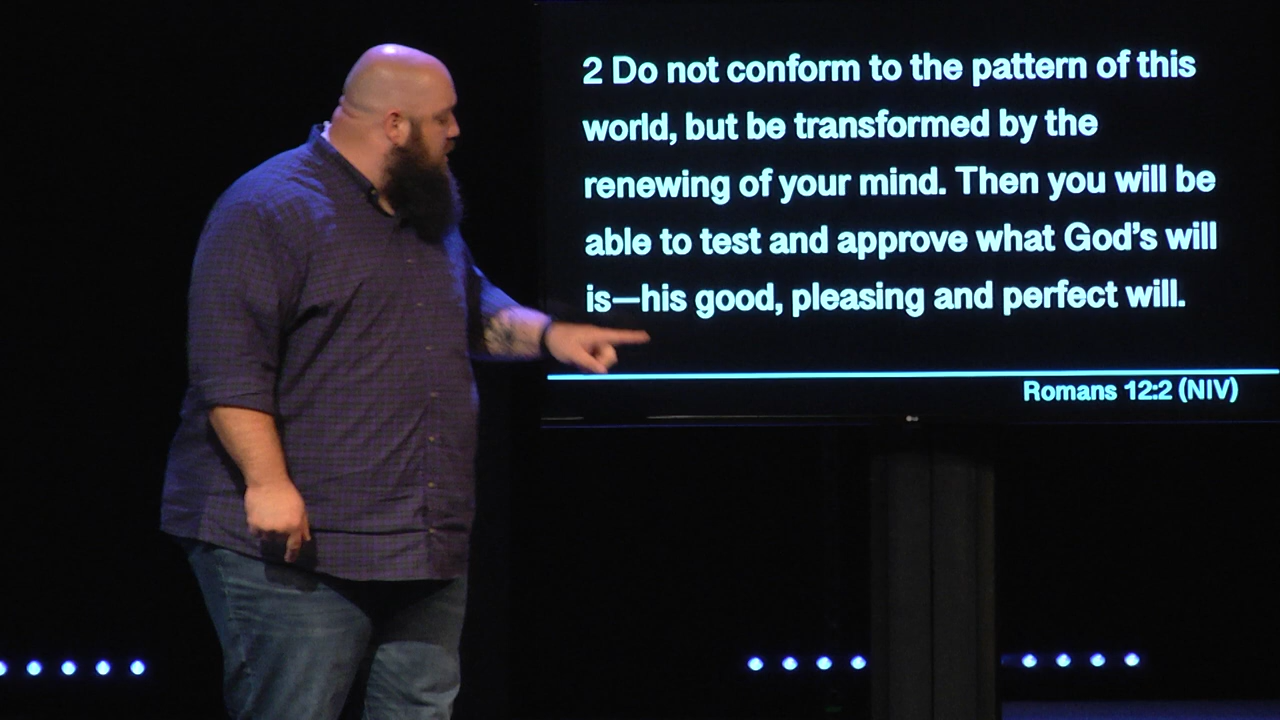 2 Do not conform to the pattern of this
world, but be transformed by the
renewing of your mind. Then you will be
able to test and approve what God's will
is—his good, pleasing and perfect will.
Romans 12:2 (NIV)